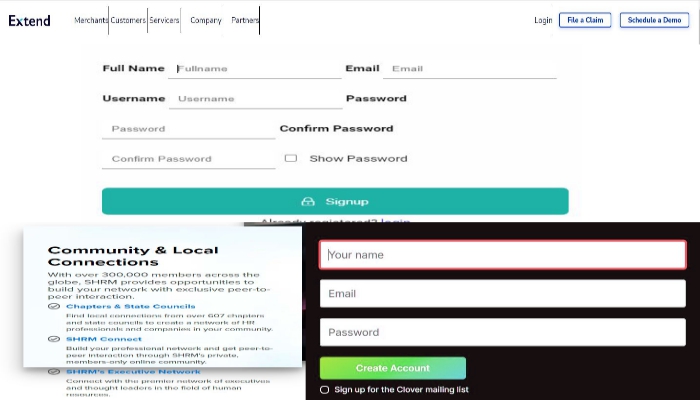 Extend Merchants Customers Servicers Company Partners Login File a Claim Schedule a Demo
Full Name Fullname Email Email
Username Username Password
Password Confirm Password
Confirm Password Show Password
Signup
Already registered? login
Community & Local
Connections
With over 300,000 members across the
globe, SHRM provides opportunities to
build your network with exclusive peer-to-
peer interaction.
Chapters & State Councils
Find local connections from over 607 chapters
and state councils to create a network of HR
professionals and companies in your community.
SHRM Connect
Build your professional network and get peer-to-
peer interaction through SHRM's private,
members-only online community.
SHRM's Executive Network
Connect with the premier network of executives
and thought leaders in the field of human
resources.
Your name
Email
Password
Create Account
Sign up for the Clover mailing list